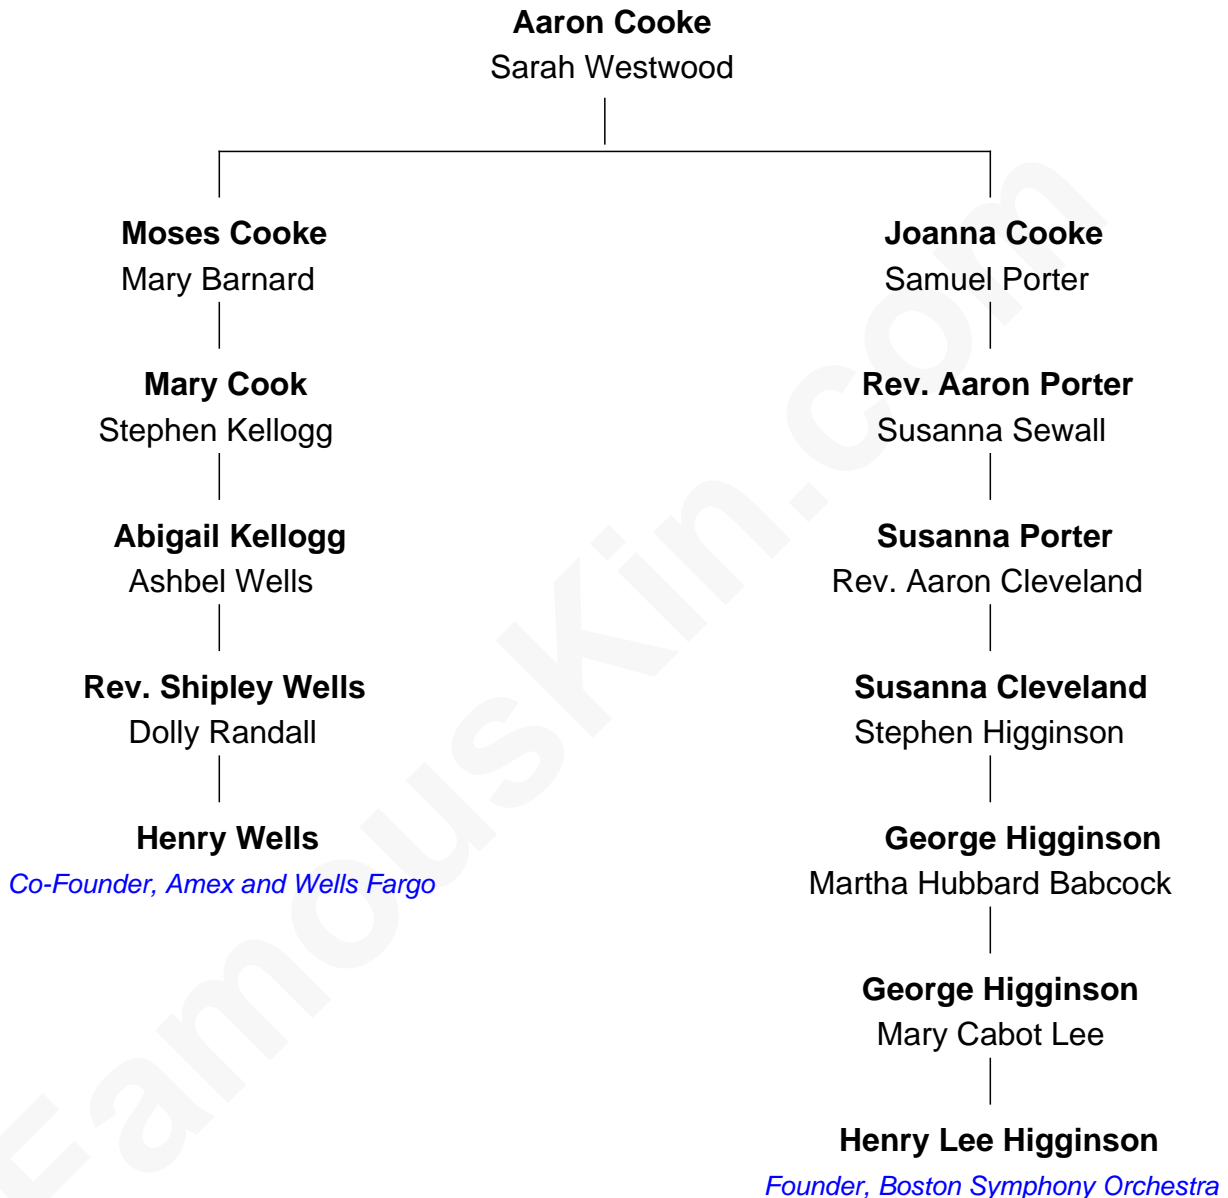 Aaron Cooke
Sarah Westwood
Moses Cooke
Mary Barnard
Joanna Cooke
Samuel Porter
Mary Cook
Stephen Kellogg
Rev. Aaron Porter
Susanna Sewall
Abigail Kellogg
Ashbel Wells
Susanna Porter
Rev. Aaron Cleveland
Rev. Shipley Wells
Dolly Randall
Susanna Cleveland
Stephen Higginson
Henry Wells
Co-Founder, Amex and Wells Fargo
George Higginson
Martha Hubbard Babcock
George Higginson
Mary Cabot Lee
Henry Lee Higginson
Founder, Boston Symphony Orchestra
FamousKin.com